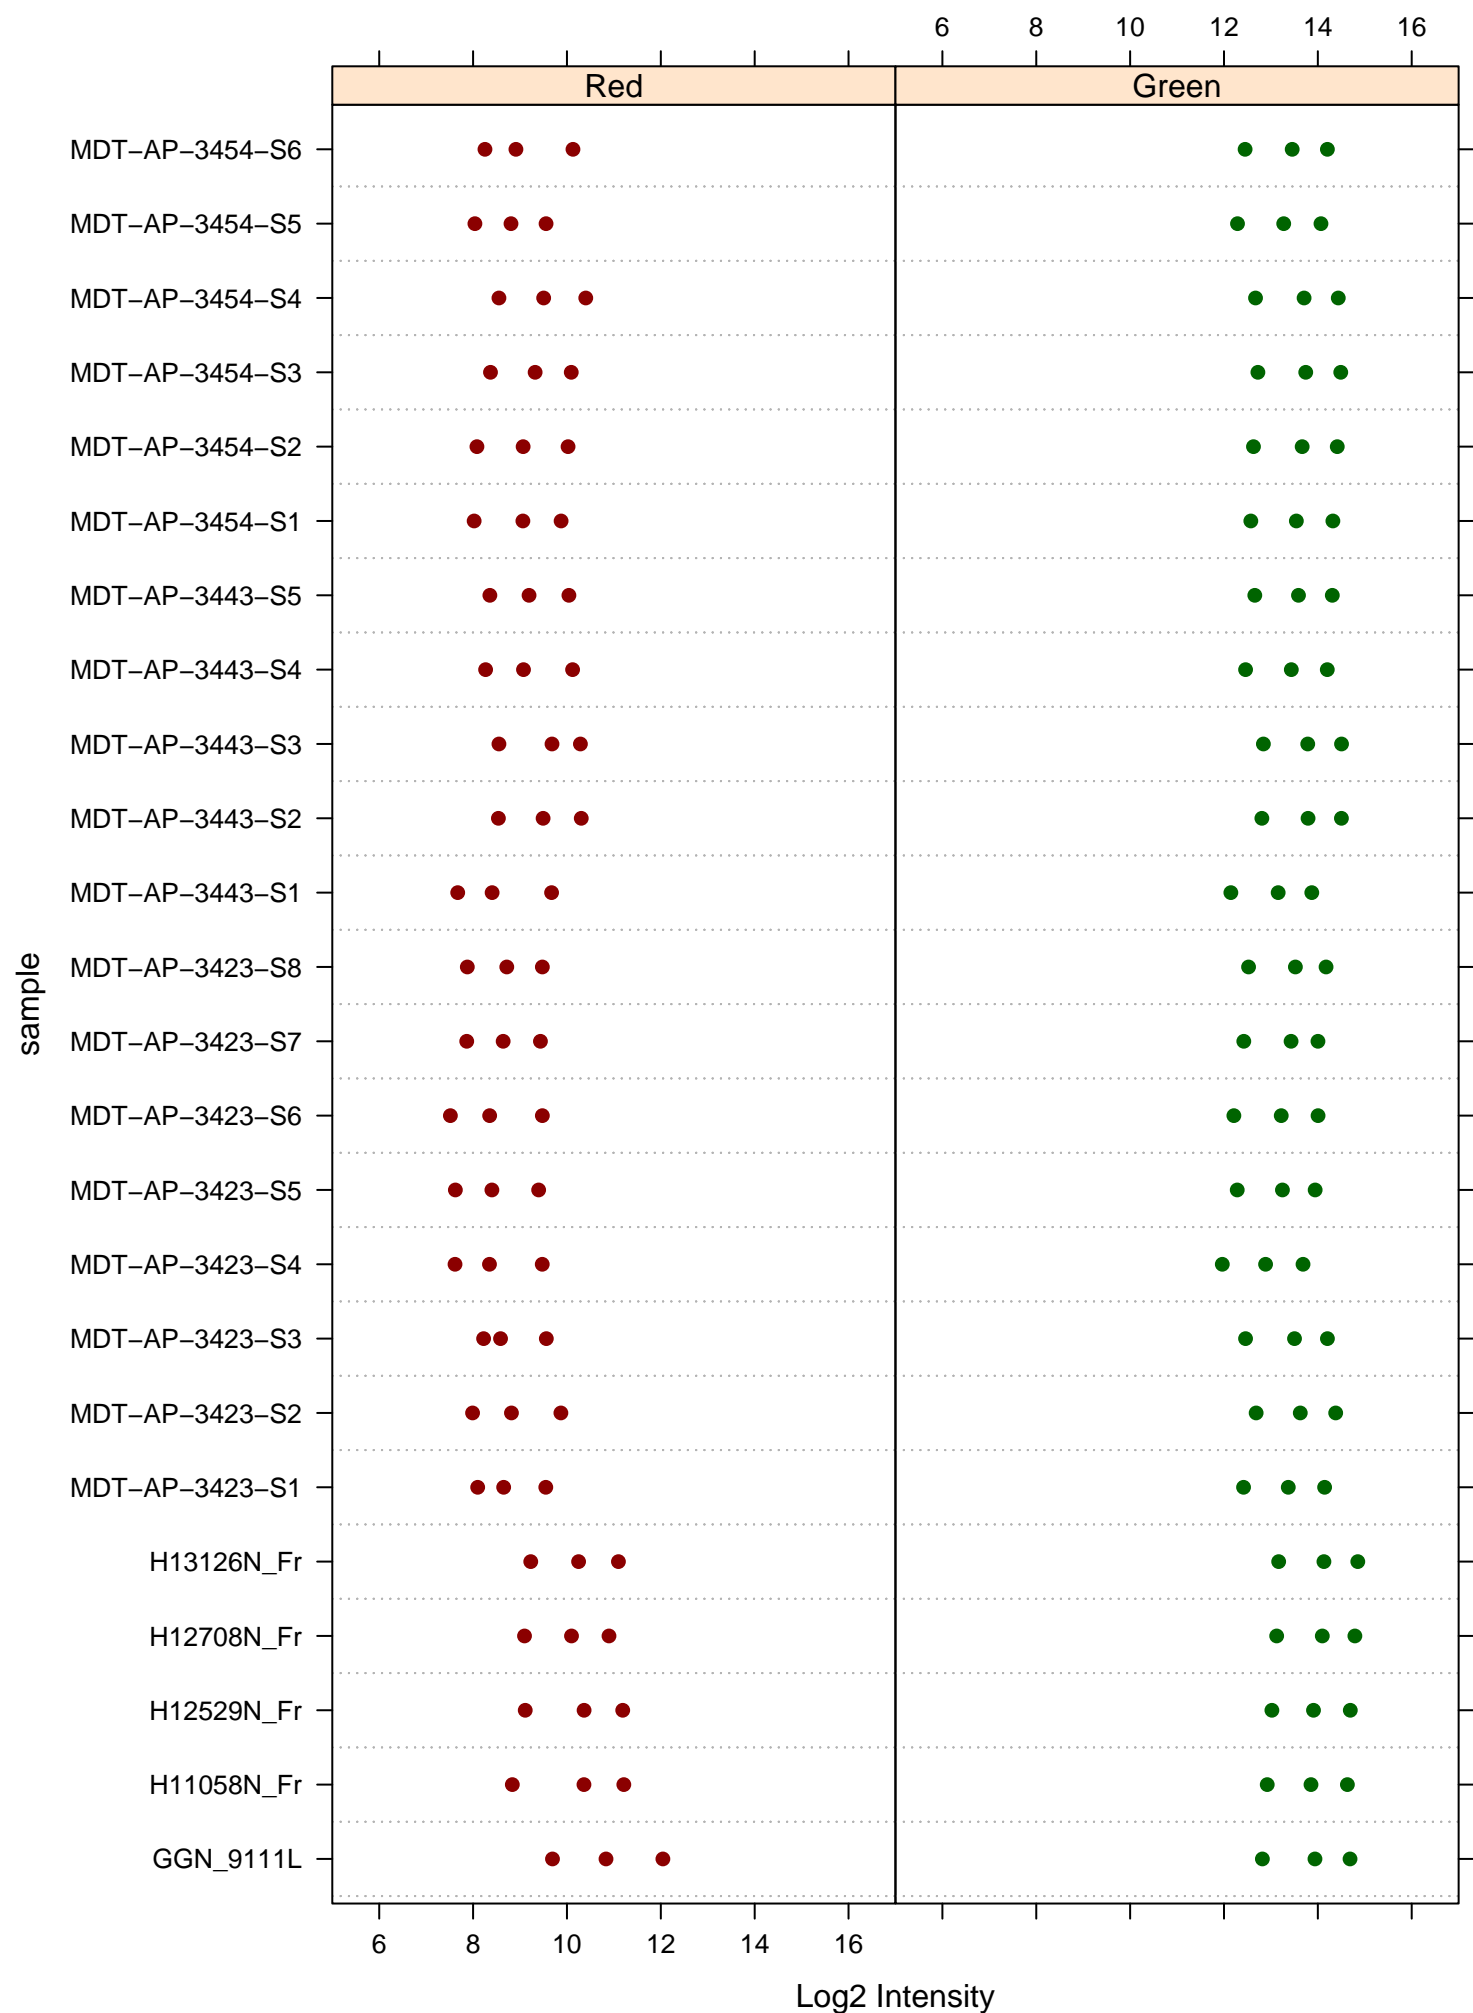 6 8 10 12 14 16
Red Green
MDT−AP−3454−S6
MDT−AP−3454−S5
MDT−AP−3454−S4
MDT−AP−3454−S3
MDT−AP−3454−S2
MDT−AP−3454−S1
MDT−AP−3443−S5
MDT−AP−3443−S4
MDT−AP−3443−S3
MDT−AP−3443−S2
MDT−AP−3443−S1
MDT−AP−3423−S8
MDT−AP−3423−S7
MDT−AP−3423−S6
MDT−AP−3423−S5
MDT−AP−3423−S4
MDT−AP−3423−S3
MDT−AP−3423−S2
MDT−AP−3423−S1
H13126N_Fr
H12708N_Fr
H12529N_Fr
H11058N_Fr
GGN_9111L
sample
6 8 10 12 14 16
Log2 Intensity